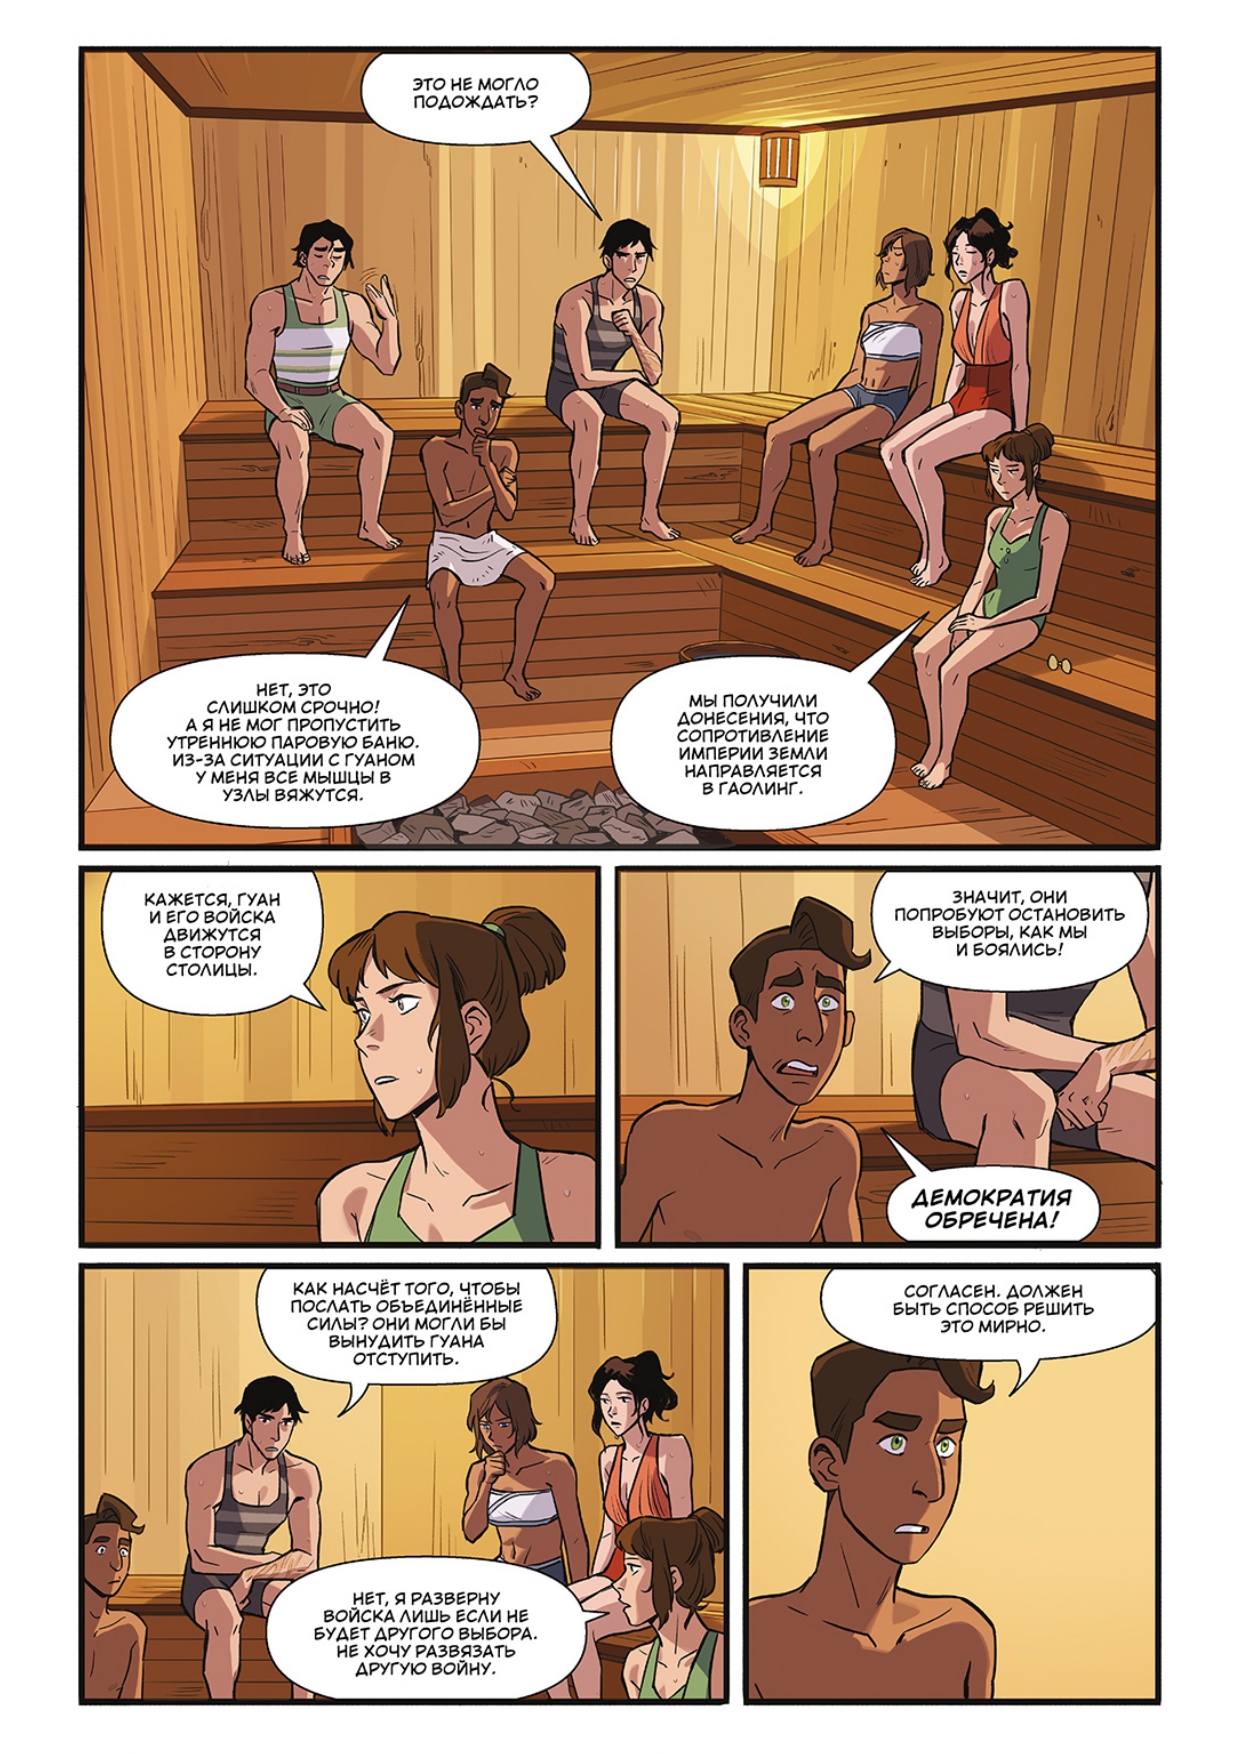 ЭТО НЕ МОГЛО
ПОДОЖДАТЬ?
НЕТ, ЭТО
СЛИШКОМ СРОЧНО!
А Я НЕ МОГ ПРОПУСТИТЬ
УТРЕННЮЮ ПАРОВУЮ БАНЮ.
ИЗ-ЗА СИТУАЦИИ С ГУАНОМ
У МЕНЯ ВСЕ МЫШЦЫ В
УЗЛЫ ВЯЖУТСЯ.
МЫ ПОЛУЧИЛИ
ДОНЕСЕНИЯ, ЧТО
СОПРОТИВЛЕНИЕ
ИМПЕРИИ ЗЕМЛИ
НАПРАВЛЯЕТСЯ
В ГАОЛИНГ.
КАЖЕТСЯ, ГУАН
И ЕГО ВОЙСКА
ДВИЖУТСЯ
В СТОРОНУ
СТОЛИЦЫ.
ЗНАЧИТ, ОНИ
ПОПРОБУЮТ ОСТАНОВИТЬ
ВЫБОРЫ, КАК МЫ
И БОЯЛИСЬ!
ДЕМОКРАТИЯ
ОБРЕЧЕНА!
КАК НАСЧЁТ ТОГО, ЧТОБЫ
ПОСЛАТЬ ОБЪЕДИНЁННЫЕ
СИЛЫ? ОНИ МОГЛИ БЫ
ВЫНУДИТЬ ГУАНА
ОТСТУПИТЬ.
НЕТ, Я РАЗВЕРНУ
ВОЙСКА ЛИШЬ ЕСЛИ НЕ
БУДЕТ ДРУГОГО ВЫБОРА.
НЕ ХОЧУ РАЗВЯЗАТЬ
ДРУГУЮ ВОЙНУ.
СОГЛАСЕН. ДОЛЖЕН
БЫТЬ СПОСОБ РЕШИТЬ
ЭТО МИРНО.